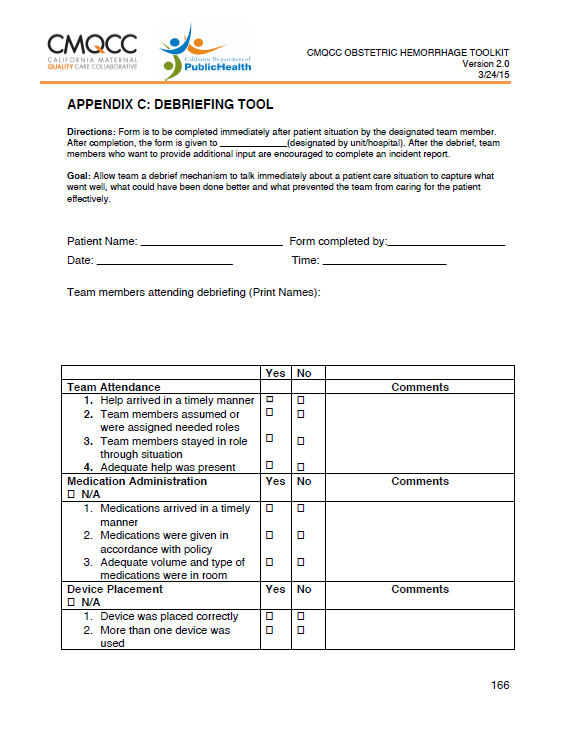 CMQCC
CALIFORNIA MATERNAL
QUALITY CARE COLLABORATIVE
California Department of
PublicHealth
CMQCC OBSTETRIC HEMORRHAGE TOOLKIT
Version 2.0
3/24/15
APPENDIX C: DEBRIEFING TOOL
Directions: Form is to be completed immediately after patient situation by the designated team member.
After completion, the form is given to ______________(designated by unit/hospital). After the debrief, team
members who want to provide additional input are encouraged to complete an incident report.
Goal: Allow team a debrief mechanism to talk immediately about a patient care situation to capture what
went well, what could have been done better and what prevented the team from caring for the patient
effectively.
Patient Name: _______________________ Form completed by:___________________
Date: ______________________ Time: ____________________
Team members attending debriefing (Print Names):
Yes No
Team Attendance Comments
1. Help arrived in a timely manner ☐ ☐
2. Team members assumed or ☐ ☐
were assigned needed roles
3. Team members stayed in role ☐ ☐
through situation
4. Adequate help was present ☐ ☐
Medication Administration Yes No Comments
☐ N/A
1. Medications arrived in a timely ☐ ☐
manner
2. Medications were given in ☐ ☐
accordance with policy
3. Adequate volume and type of ☐ ☐
medications were in room
Device Placement Yes No Comments
☐ N/A
1. Device was placed correctly ☐ ☐
2. More than one device was ☐ ☐
used
166